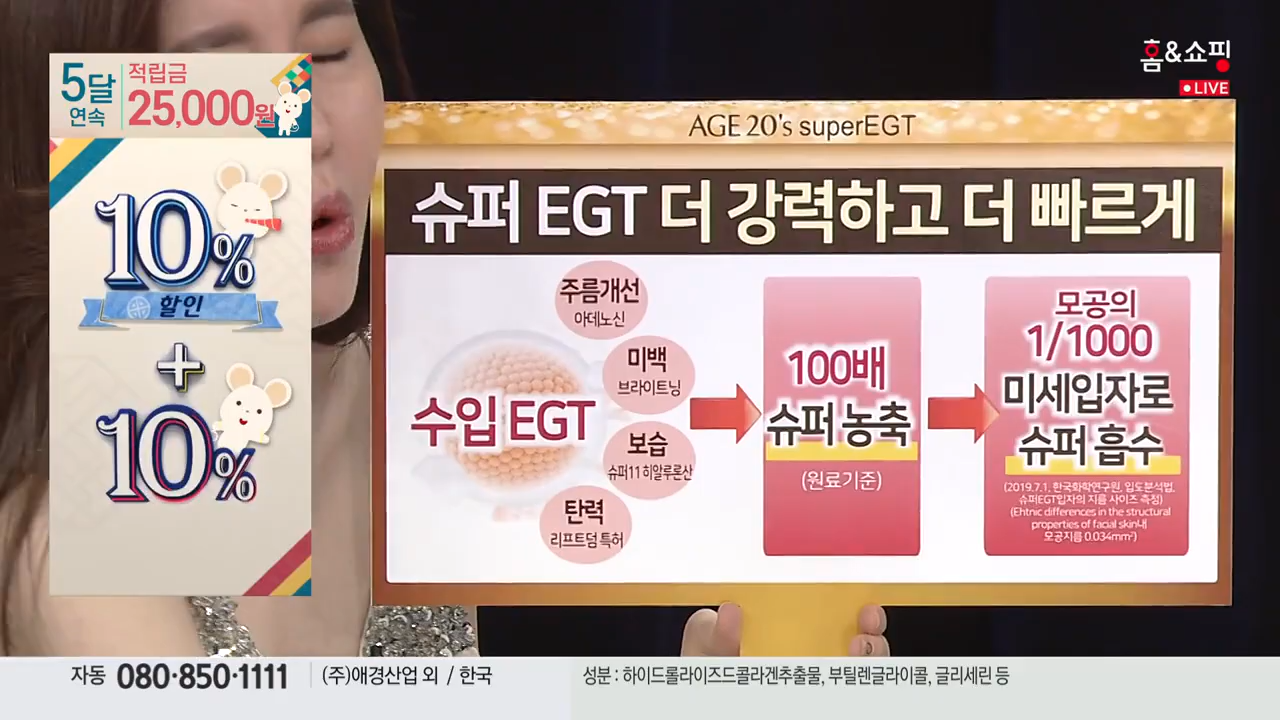 5달
연속
적립금
25,000원
10%
할인
+
10%
홈&쇼핑
LIVE
AGE 20's superEGT
슈퍼 EGT 더 강력하고 더 빠르게
수입 EGT
주름개선
아데노신
미백
브라이트닝
보습
슈퍼11히알루론산
탄력
리프트덤 특허
100배
슈퍼 농축
(원료기준)
모공의
1/1000
미세입자로
슈퍼 흡수
(2019.7.1, 한국화학연구원, 입도분석법,
슈퍼EGT입자의 지름 사이즈 측정)
(Ehtnic differences in the structural
properties of facial skin내
모공지름 0.034mm²)
자동 080·850·1111 (주)애경산업 외 / 한국
성분 : 하이드롤라이즈드콜라겐추출물, 부틸렌글라이콜, 글리세린 등